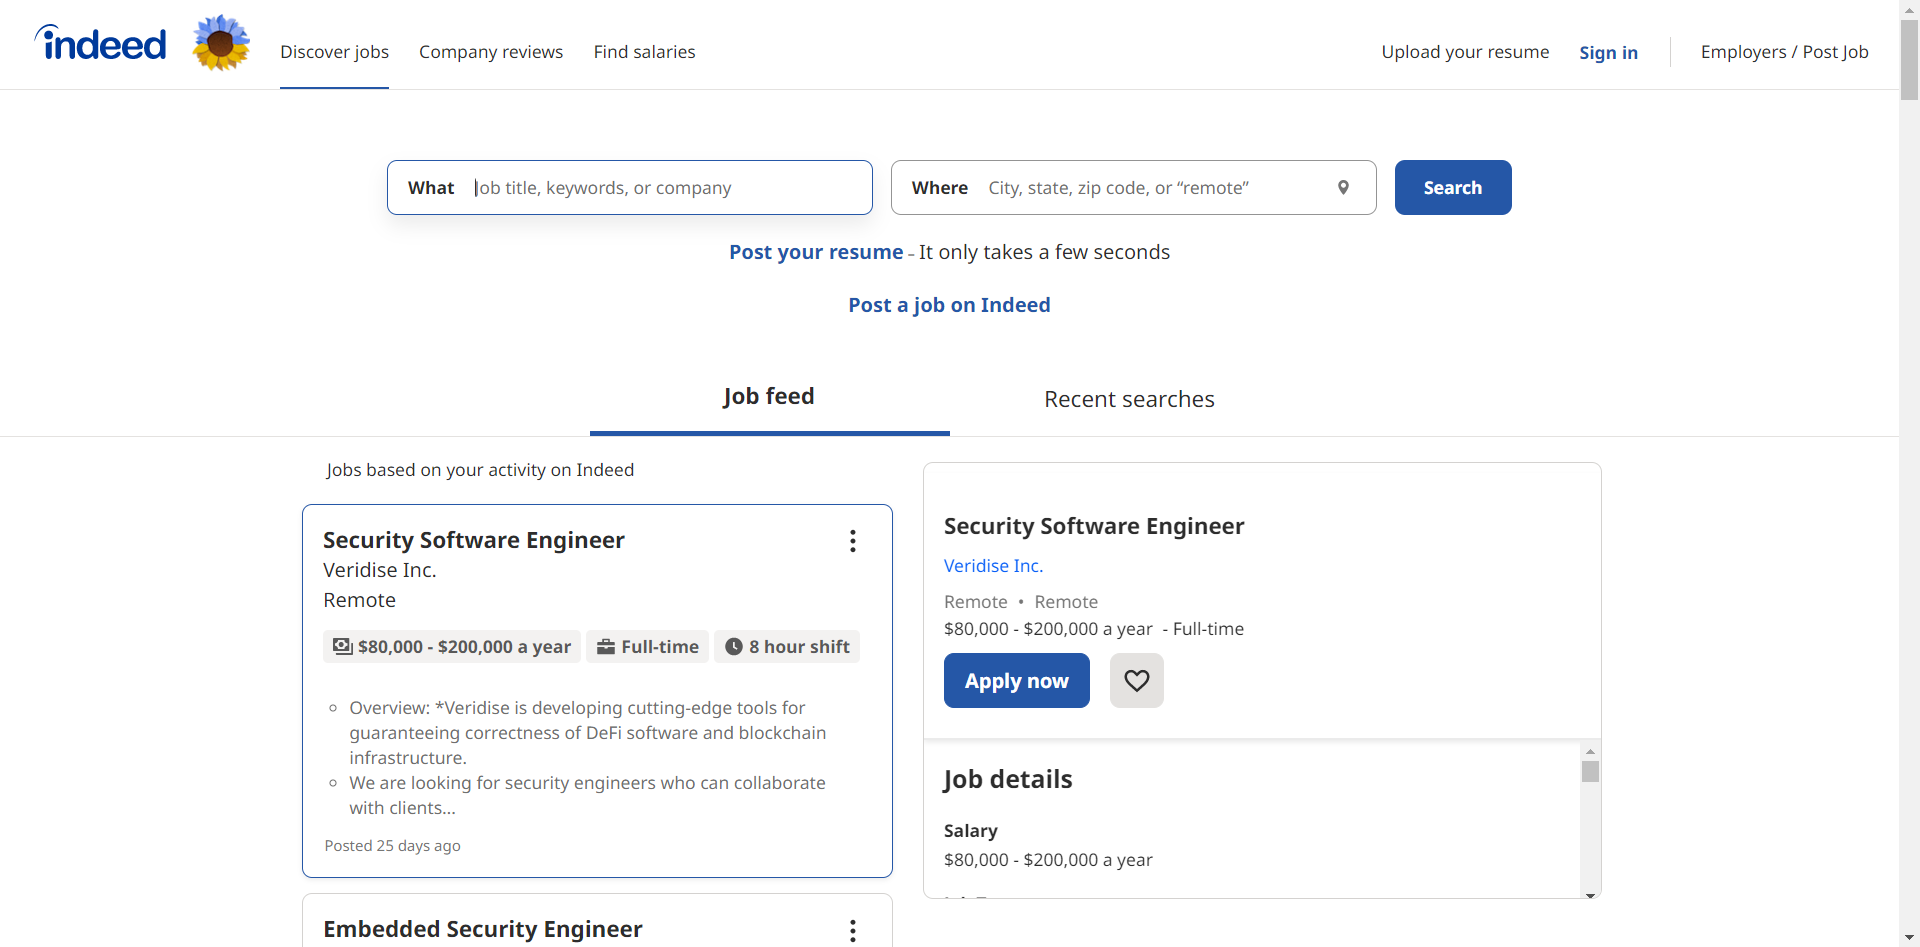 indeed
Discover jobs
Company reviews
Find salaries
Upload your resume
Sign in
Employers / Post Job
What
Job title, keywords, or company
Where
City, state, zip code, or “remote”
Search
Post your resume - It only takes a few seconds
Post a job on Indeed
Job feed
Recent searches
Jobs based on your activity on Indeed
Security Software Engineer
Veridise Inc.
Remote
$80,000 - $200,000 a year
Full-time
8 hour shift
Overview: *Veridise is developing cutting-edge tools for
guaranteeing correctness of DeFi software and blockchain
infrastructure.
We are looking for security engineers who can collaborate
with clients...
Posted 25 days ago
Embedded Security Engineer
Security Software Engineer
Veridise Inc.
Remote • Remote
$80,000 - $200,000 a year - Full-time
Apply now
Job details
Salary
$80,000 - $200,000 a year